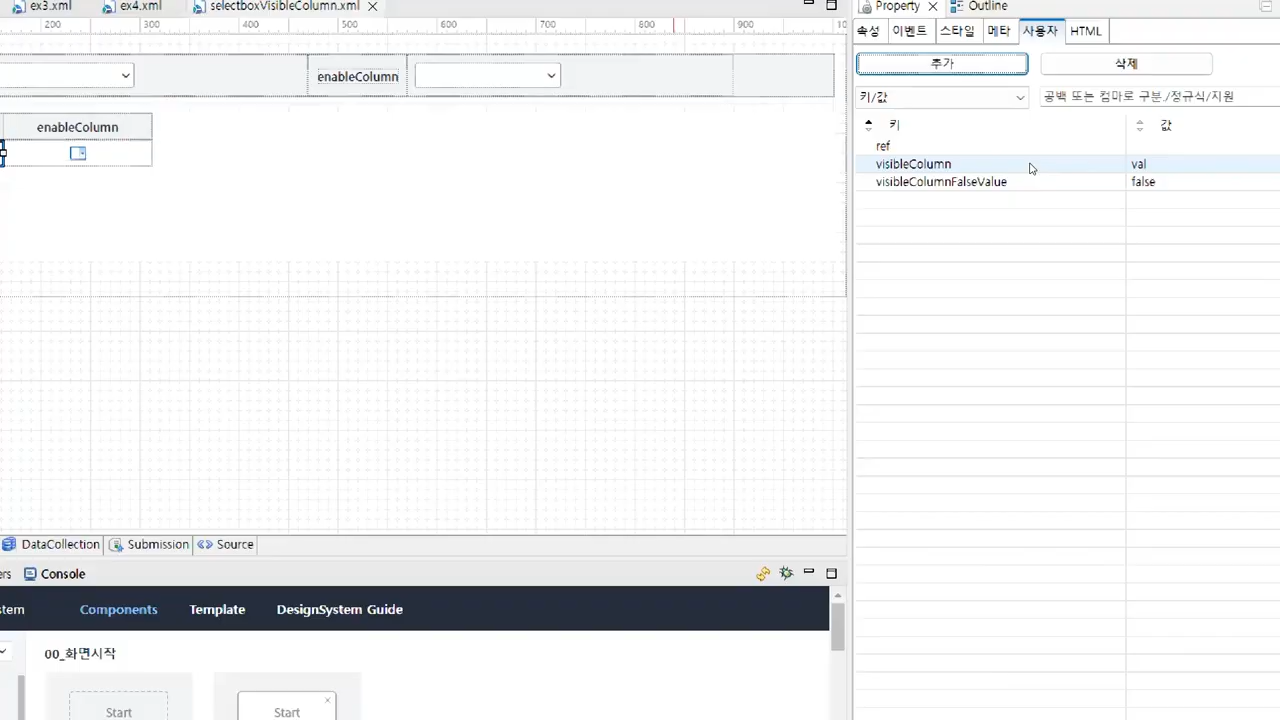 ex3.xml ex4.xml selectboxVisibleColumn.xml
Property Outline
200 300 400 500 600 700 800 900
속성 이벤트 스타일 메타 사용자 HTML
추가 삭제
enableColumn
키/값 공백 또는 컴마로 구분./정규식/지원
키 값
enableColumn
ref
visibleColumn val
visibleColumnFalseValue false
DataCollection Submission Source
ers Console
stem Components Template DesignSystem Guide
00_화면시작
Start Start